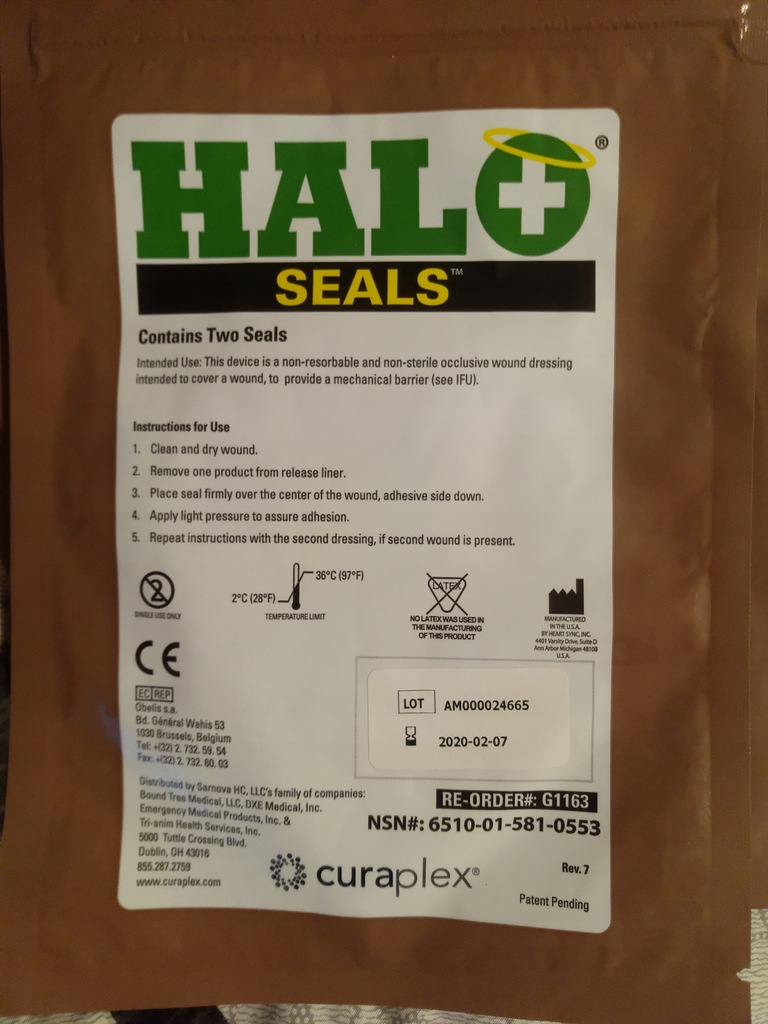 HALO®
SEALS™
Contains Two Seals
Intended Use: This device is a non-resorbable and non-sterile occlusive wound dressing
intended to cover a wound, to provide a mechanical barrier (see IFU).
Instructions for Use
1. Clean and dry wound.
2. Remove one product from release liner.
3. Place seal firmly over the center of the wound, adhesive side down.
4. Apply light pressure to assure adhesion.
5. Repeat instructions with the second dressing, if second wound is present.
2
SINGLE USE ONLY
36°C (97°F)
2°C (28°F)
TEMPERATURE LIMIT
LATEX
NO LATEX WAS USED IN
THE MANUFACTURING
OF THIS PRODUCT
MANUFACTURED
IN THE U.S.A.
BY HEART SYNC, INC.
4401 Varsity Drive, Suite D
Ann Arbor Michigan 48108
U.S.A.
CE
EC REP
Obelis s.a.
Bd. Général Wahis 53
1030 Brussels, Belgium
Tel: +(32) 2. 732. 59. 54
Fax: +(32) 2. 732. 60. 03
LOT AM000024665
2020-02-07
Distributed by Sarnova HC, LLC's family of companies:
Bound Tree Medical, LLC, DXE Medical, Inc.
Emergency Medical Products, Inc. &
Tri-anim Health Services, Inc.
5000 Tuttle Crossing Blvd.
Dublin, OH 43016
855.287.2759
www.curaplex.com
RE-ORDER#: G1163
NSN#: 6510-01-581-0553
curaplex®
Rev. 7
Patent Pending